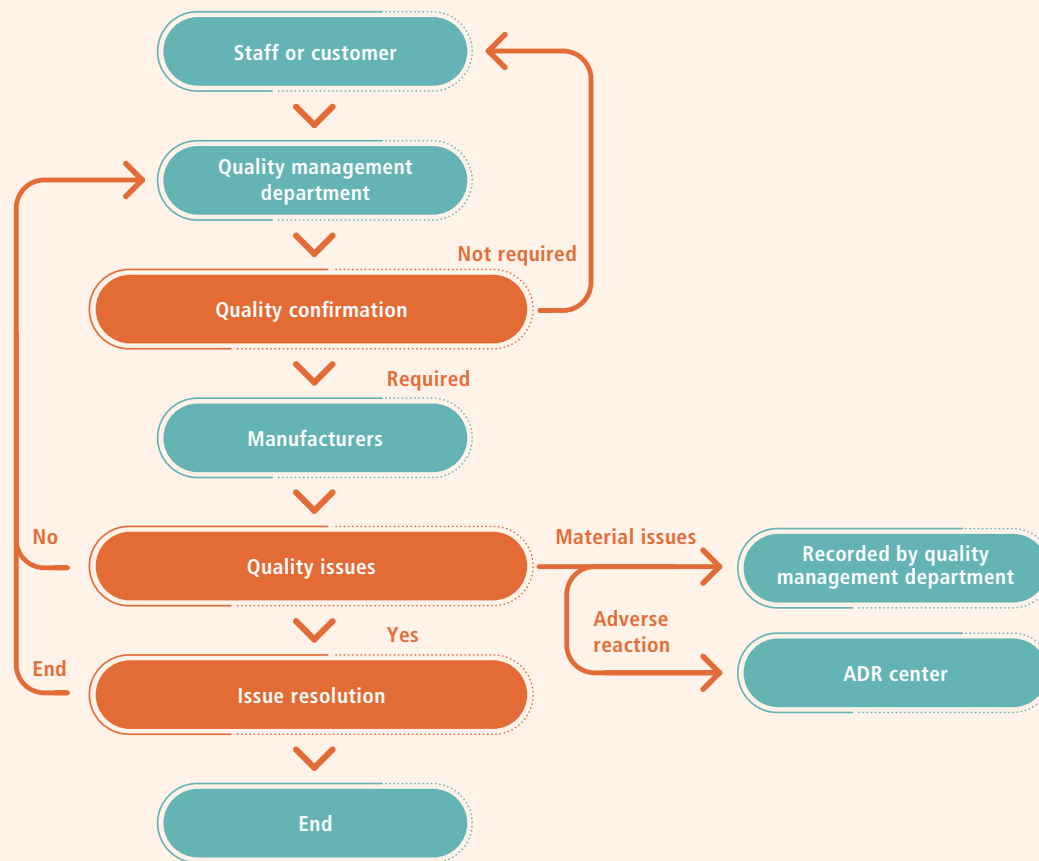 Staff or customer
Quality management
department
Not required
Quality confirmation
Required
Manufacturers
No
Quality issues
Material issues
Recorded by quality
management department
Adverse
reaction
Yes
End
Issue resolution
ADR center
End